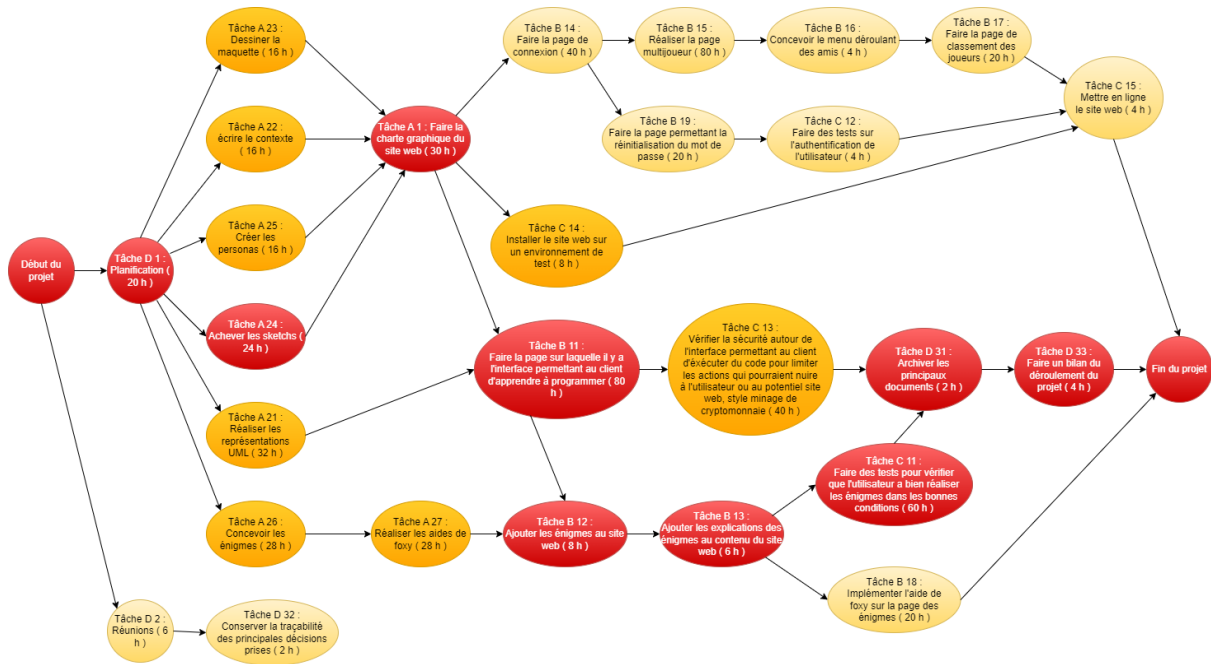 Tâche A 23 :
Dessiner la
maquette ( 16 h )
Tâche B 14 :
Faire la page de
connexion ( 40 h )
Tâche B 15 :
Réaliser la page
multijoueur ( 80 h )
Tâche B 16 :
Concevoir le menu déroulant
des amis ( 4 h )
Tâche B 17 :
Faire la page de
classement des
joueurs ( 20 h )
Tâche C 15 :
Mettre en ligne
le site web ( 4 h )
Tâche A 22 :
écrire le contexte
( 16 h )
Tâche A 1 : Faire la
charte graphique du
site web ( 30 h )
Tâche B 19 :
Faire la page permettant la
réinitialisation du mot de
passe ( 20 h )
Tâche C 12 :
Faire des tests sur
l'authentification de
l'utilisateur ( 4 h )
Tâche A 25 :
Créer les
personas ( 16 h )
Tâche C 14 :
Installer le site web sur
un environnement de
test ( 8 h )
Début du
projet
Tâche D 1 :
Planification (
20 h )
Tâche A 24 :
Achever les sketchs (
24 h )
Tâche B 11 :
Faire la page sur laquelle il y a
l'interface permettant au client
d'apprendre à programmer ( 80
h )
Tâche C 13 :
Vérifier la sécurité autour de
l'interface permettant au client
d'éxécuter du code pour limiter
les actions qui pourraient nuire
à l'utilisateur ou au potentiel site
web, style minage de
cryptomonnaie ( 40 h )
Tâche D 31 :
Archiver les
principaux
documents ( 2 h )
Tâche D 33 :
Faire un bilan du
déroulement du
projet ( 4 h )
Fin du projet
Tâche A 21 :
Réaliser les
représentations
UML ( 32 h )
Tâche C 11 :
Faire des tests pour vérifier
que l'utilisateur a bien réaliser
les énigmes dans les bonnes
conditions ( 60 h )
Tâche A 26 :
Concevoir les
énigmes ( 28 h )
Tâche A 27 :
Réaliser les aides de
foxy ( 28 h )
Tâche B 12 :
Ajouter les énigmes au site
web ( 8 h )
Tâche B 13 :
Ajouter les explications des
énigmes au contenu du site
web ( 6 h )
Tâche B 18 :
Implémenter l'aide de
foxy sur la page des
énigmes ( 20 h )
Tâche D 2 :
Réunions ( 6
h )
Tâche D 32 :
Conserver la traçabilité
des principales décisions
prises ( 2 h )